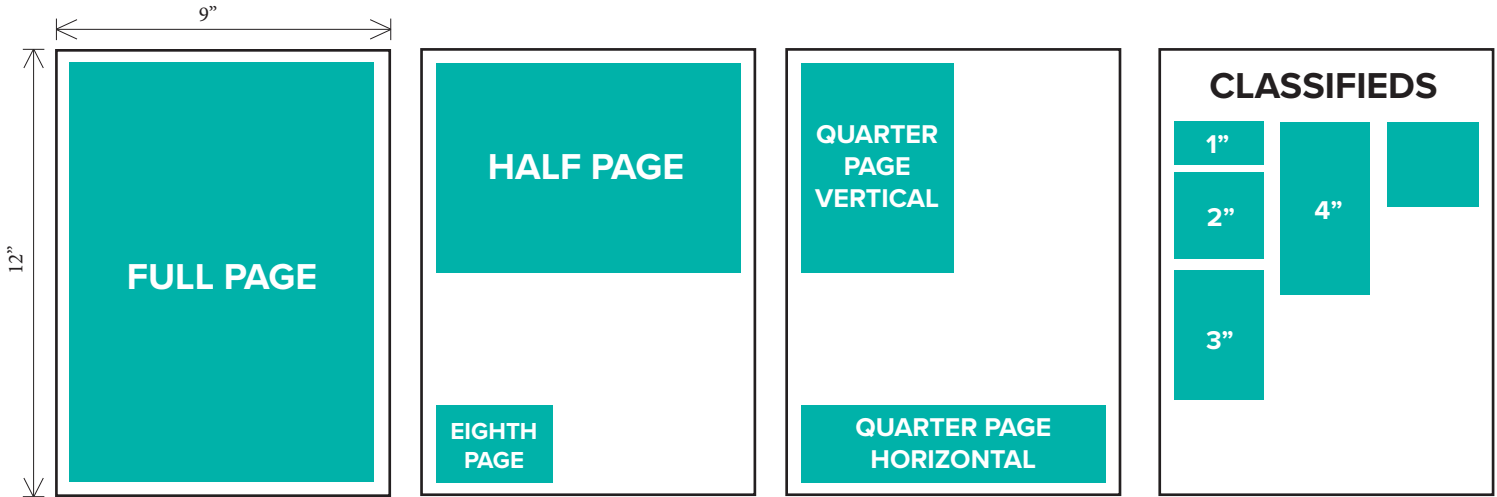 9”
12”
FULL PAGE
HALF PAGE
EIGHTH
PAGE
QUARTER
PAGE
VERTICAL
QUARTER PAGE
HORIZONTAL
CLASSIFIEDS
1”
2”
3”
4”